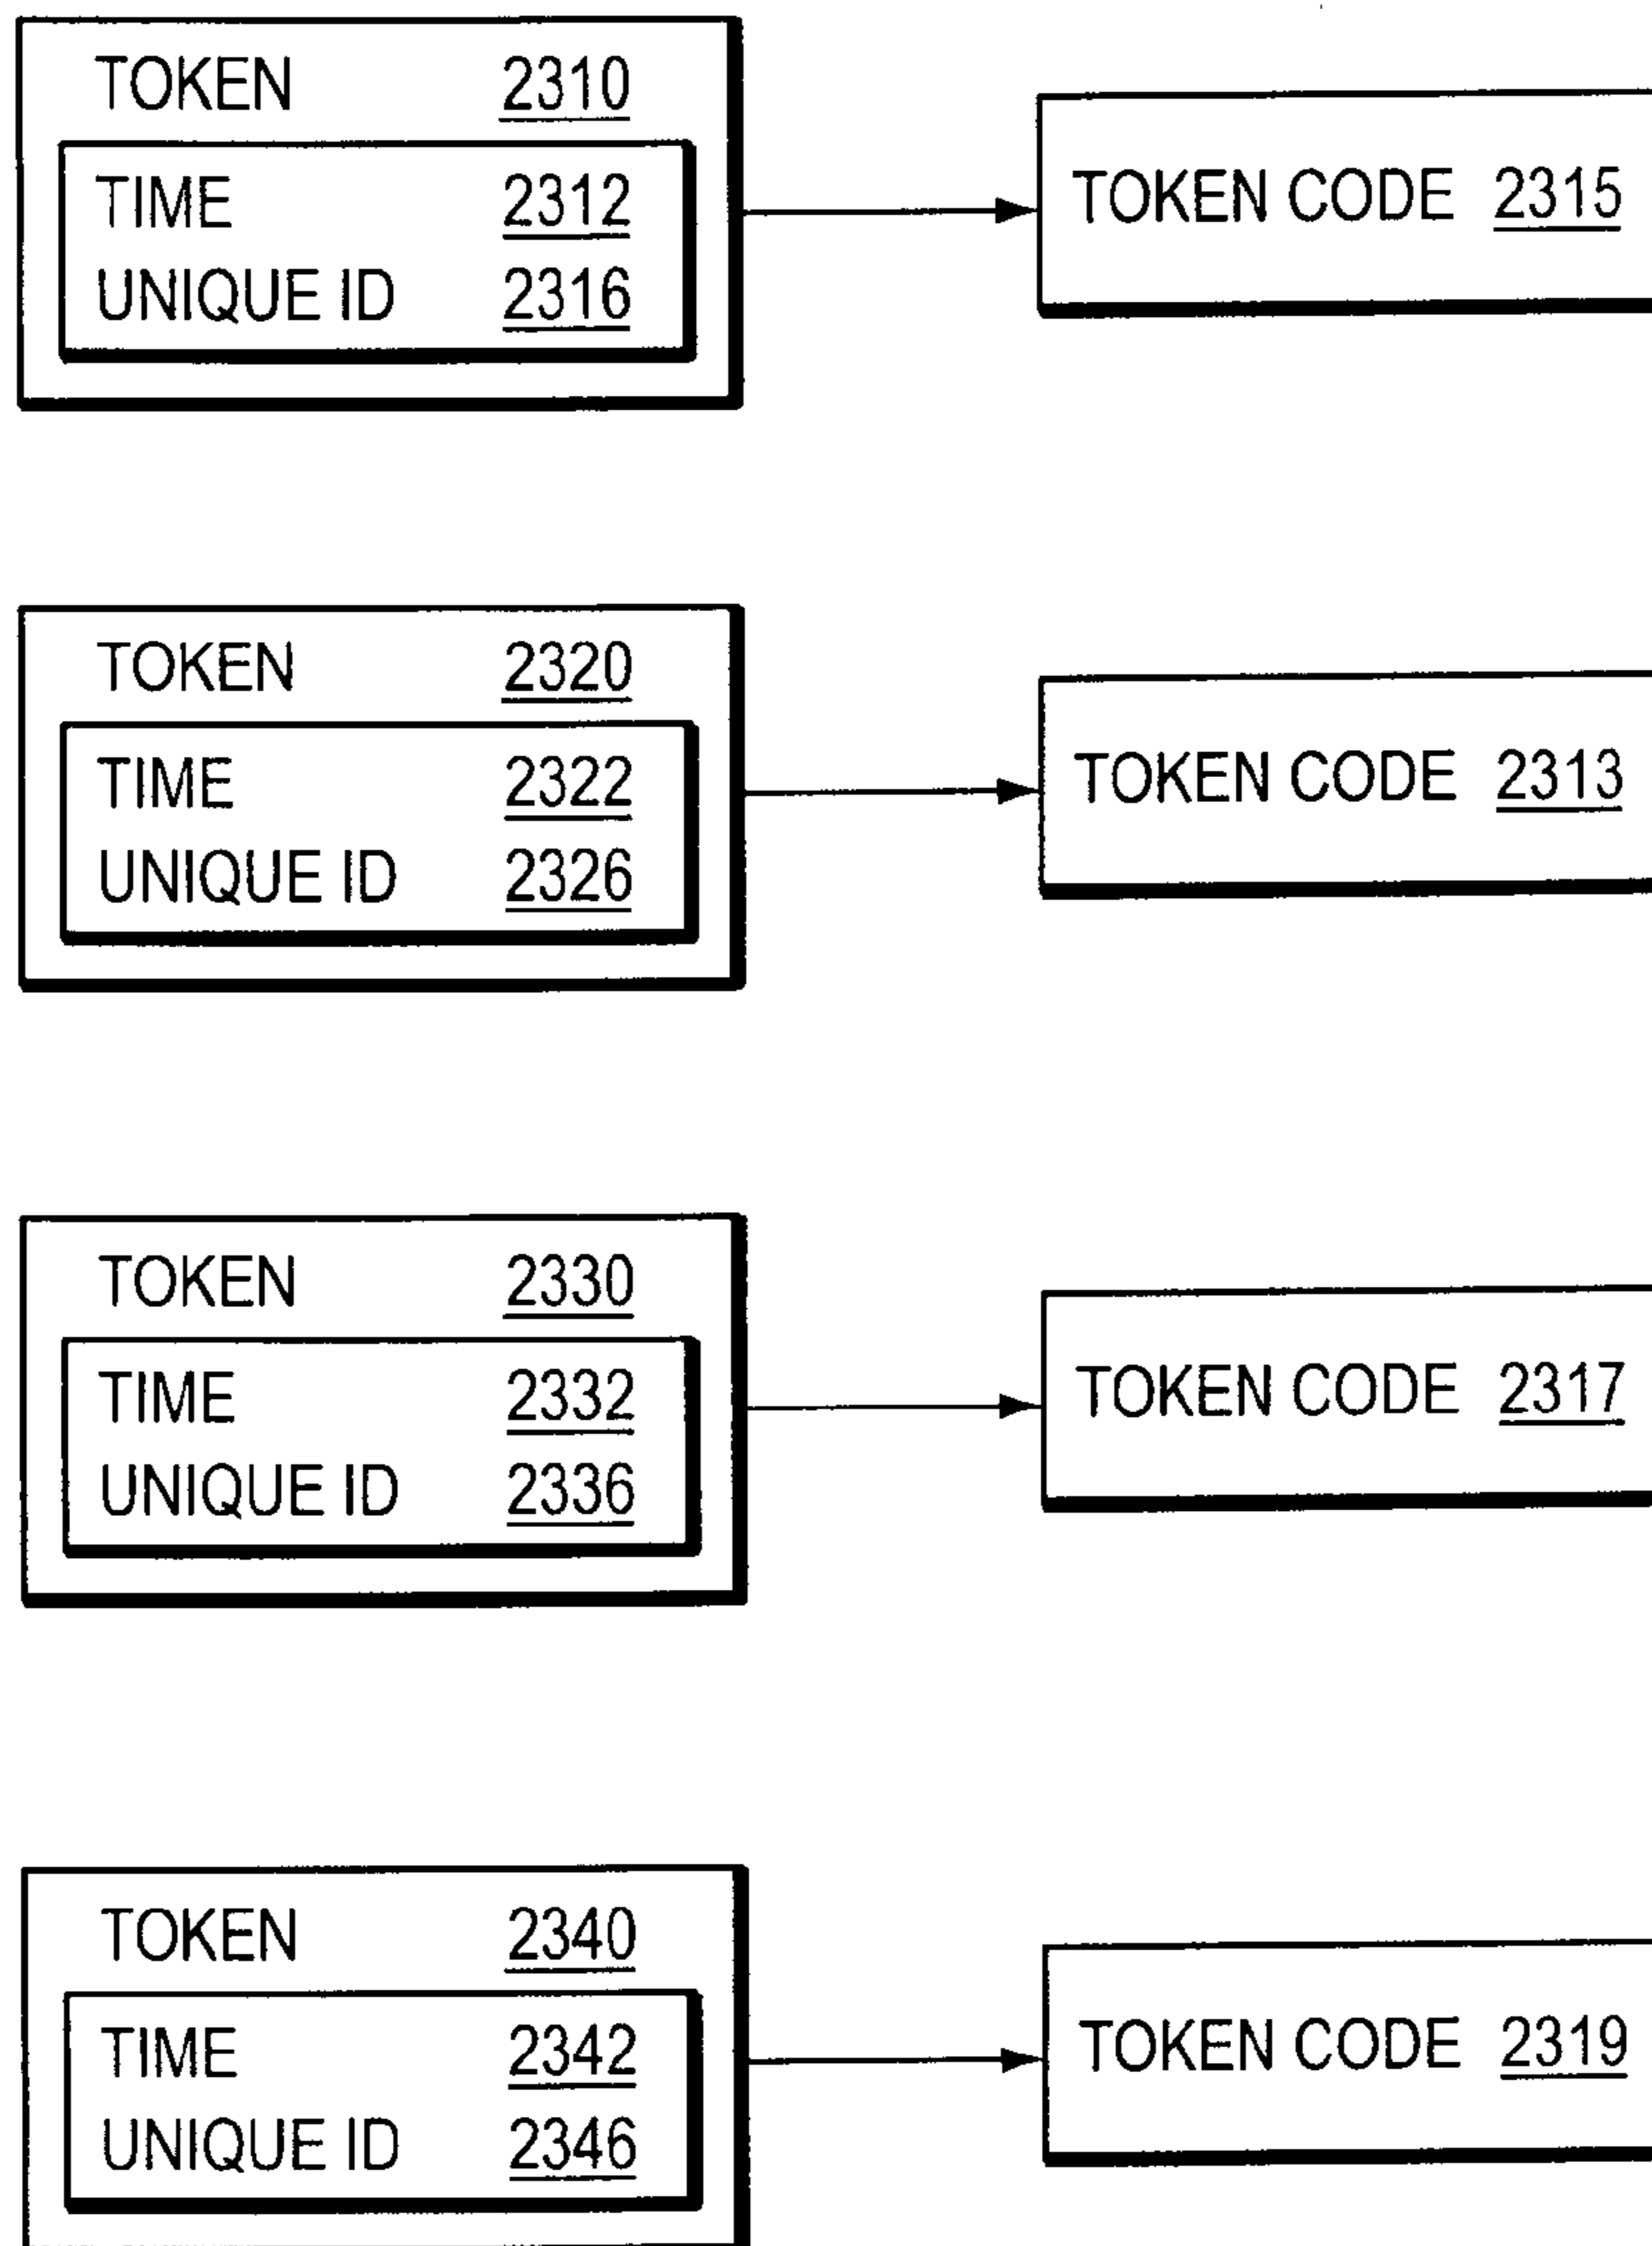 TOKEN 2310
TIME 2312
UNIQUE ID 2316
TOKEN CODE 2315
TOKEN 2320
TIME 2322
UNIQUE ID 2326
TOKEN CODE 2313
TOKEN 2330
TIME 2332
UNIQUE ID 2336
TOKEN CODE 2317
TOKEN 2340
TIME 2342
UNIQUE ID 2346
TOKEN CODE 2319